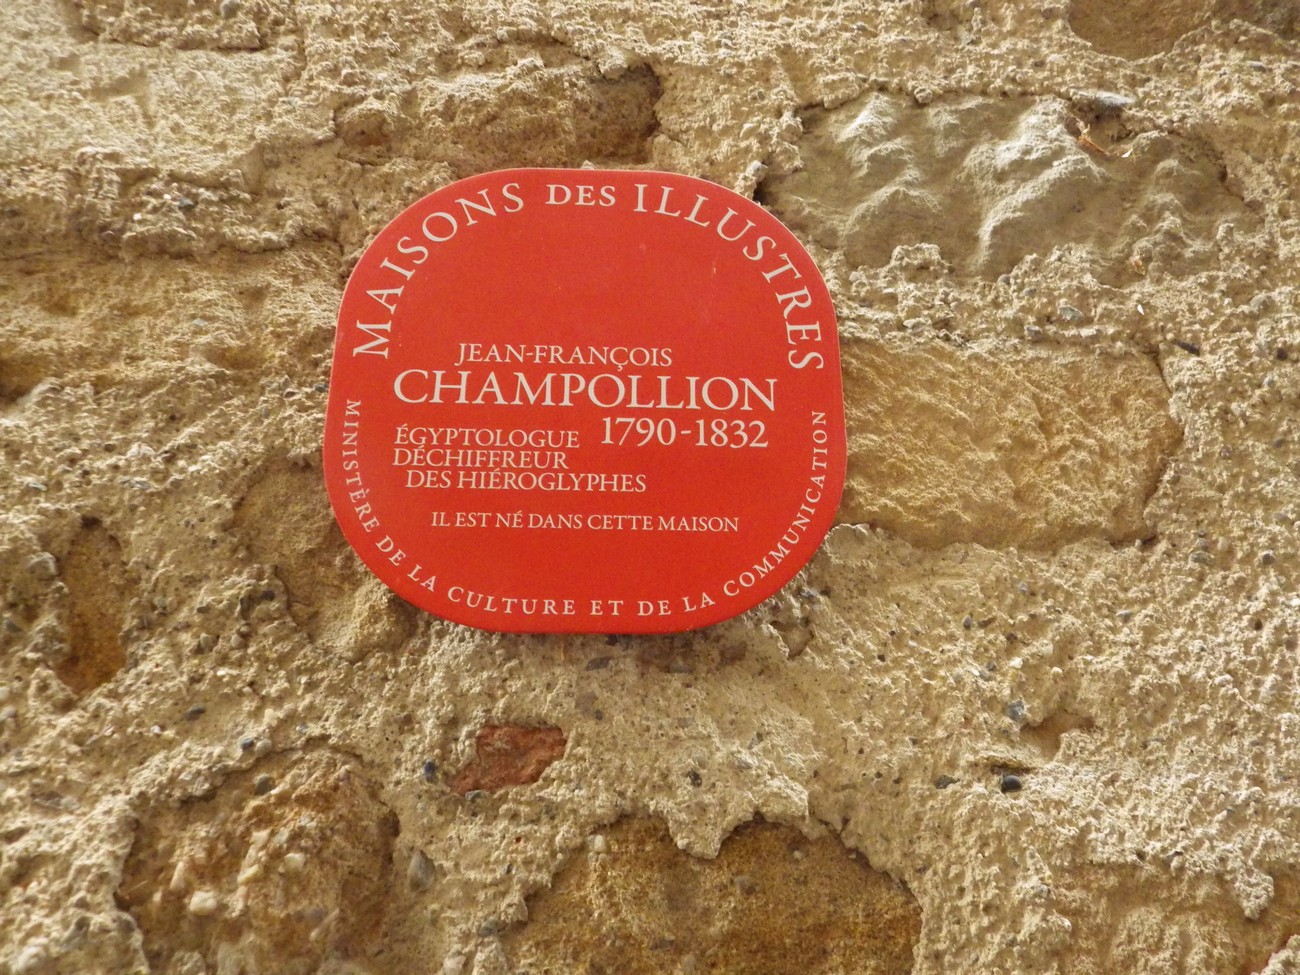 MAISONS DES ILLUSTRES
JEAN-FRANÇOIS
CHAMPOLLION
1790-1832
ÉGYPTOLOGUE
DÉCHIFFREUR
DES HIÉROGLYPHES
IL EST NÉ DANS CETTE MAISON
MINISTÈRE DE LA CULTURE ET DE LA COMMUNICATION